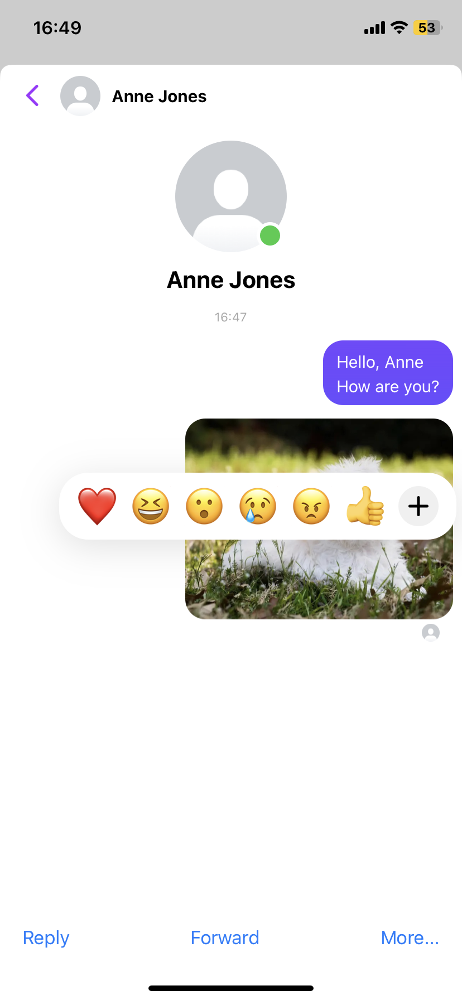 16:49
53
Anne Jones
Anne Jones
16:47
Hello, Anne
How are you?
Reply
Forward
More...